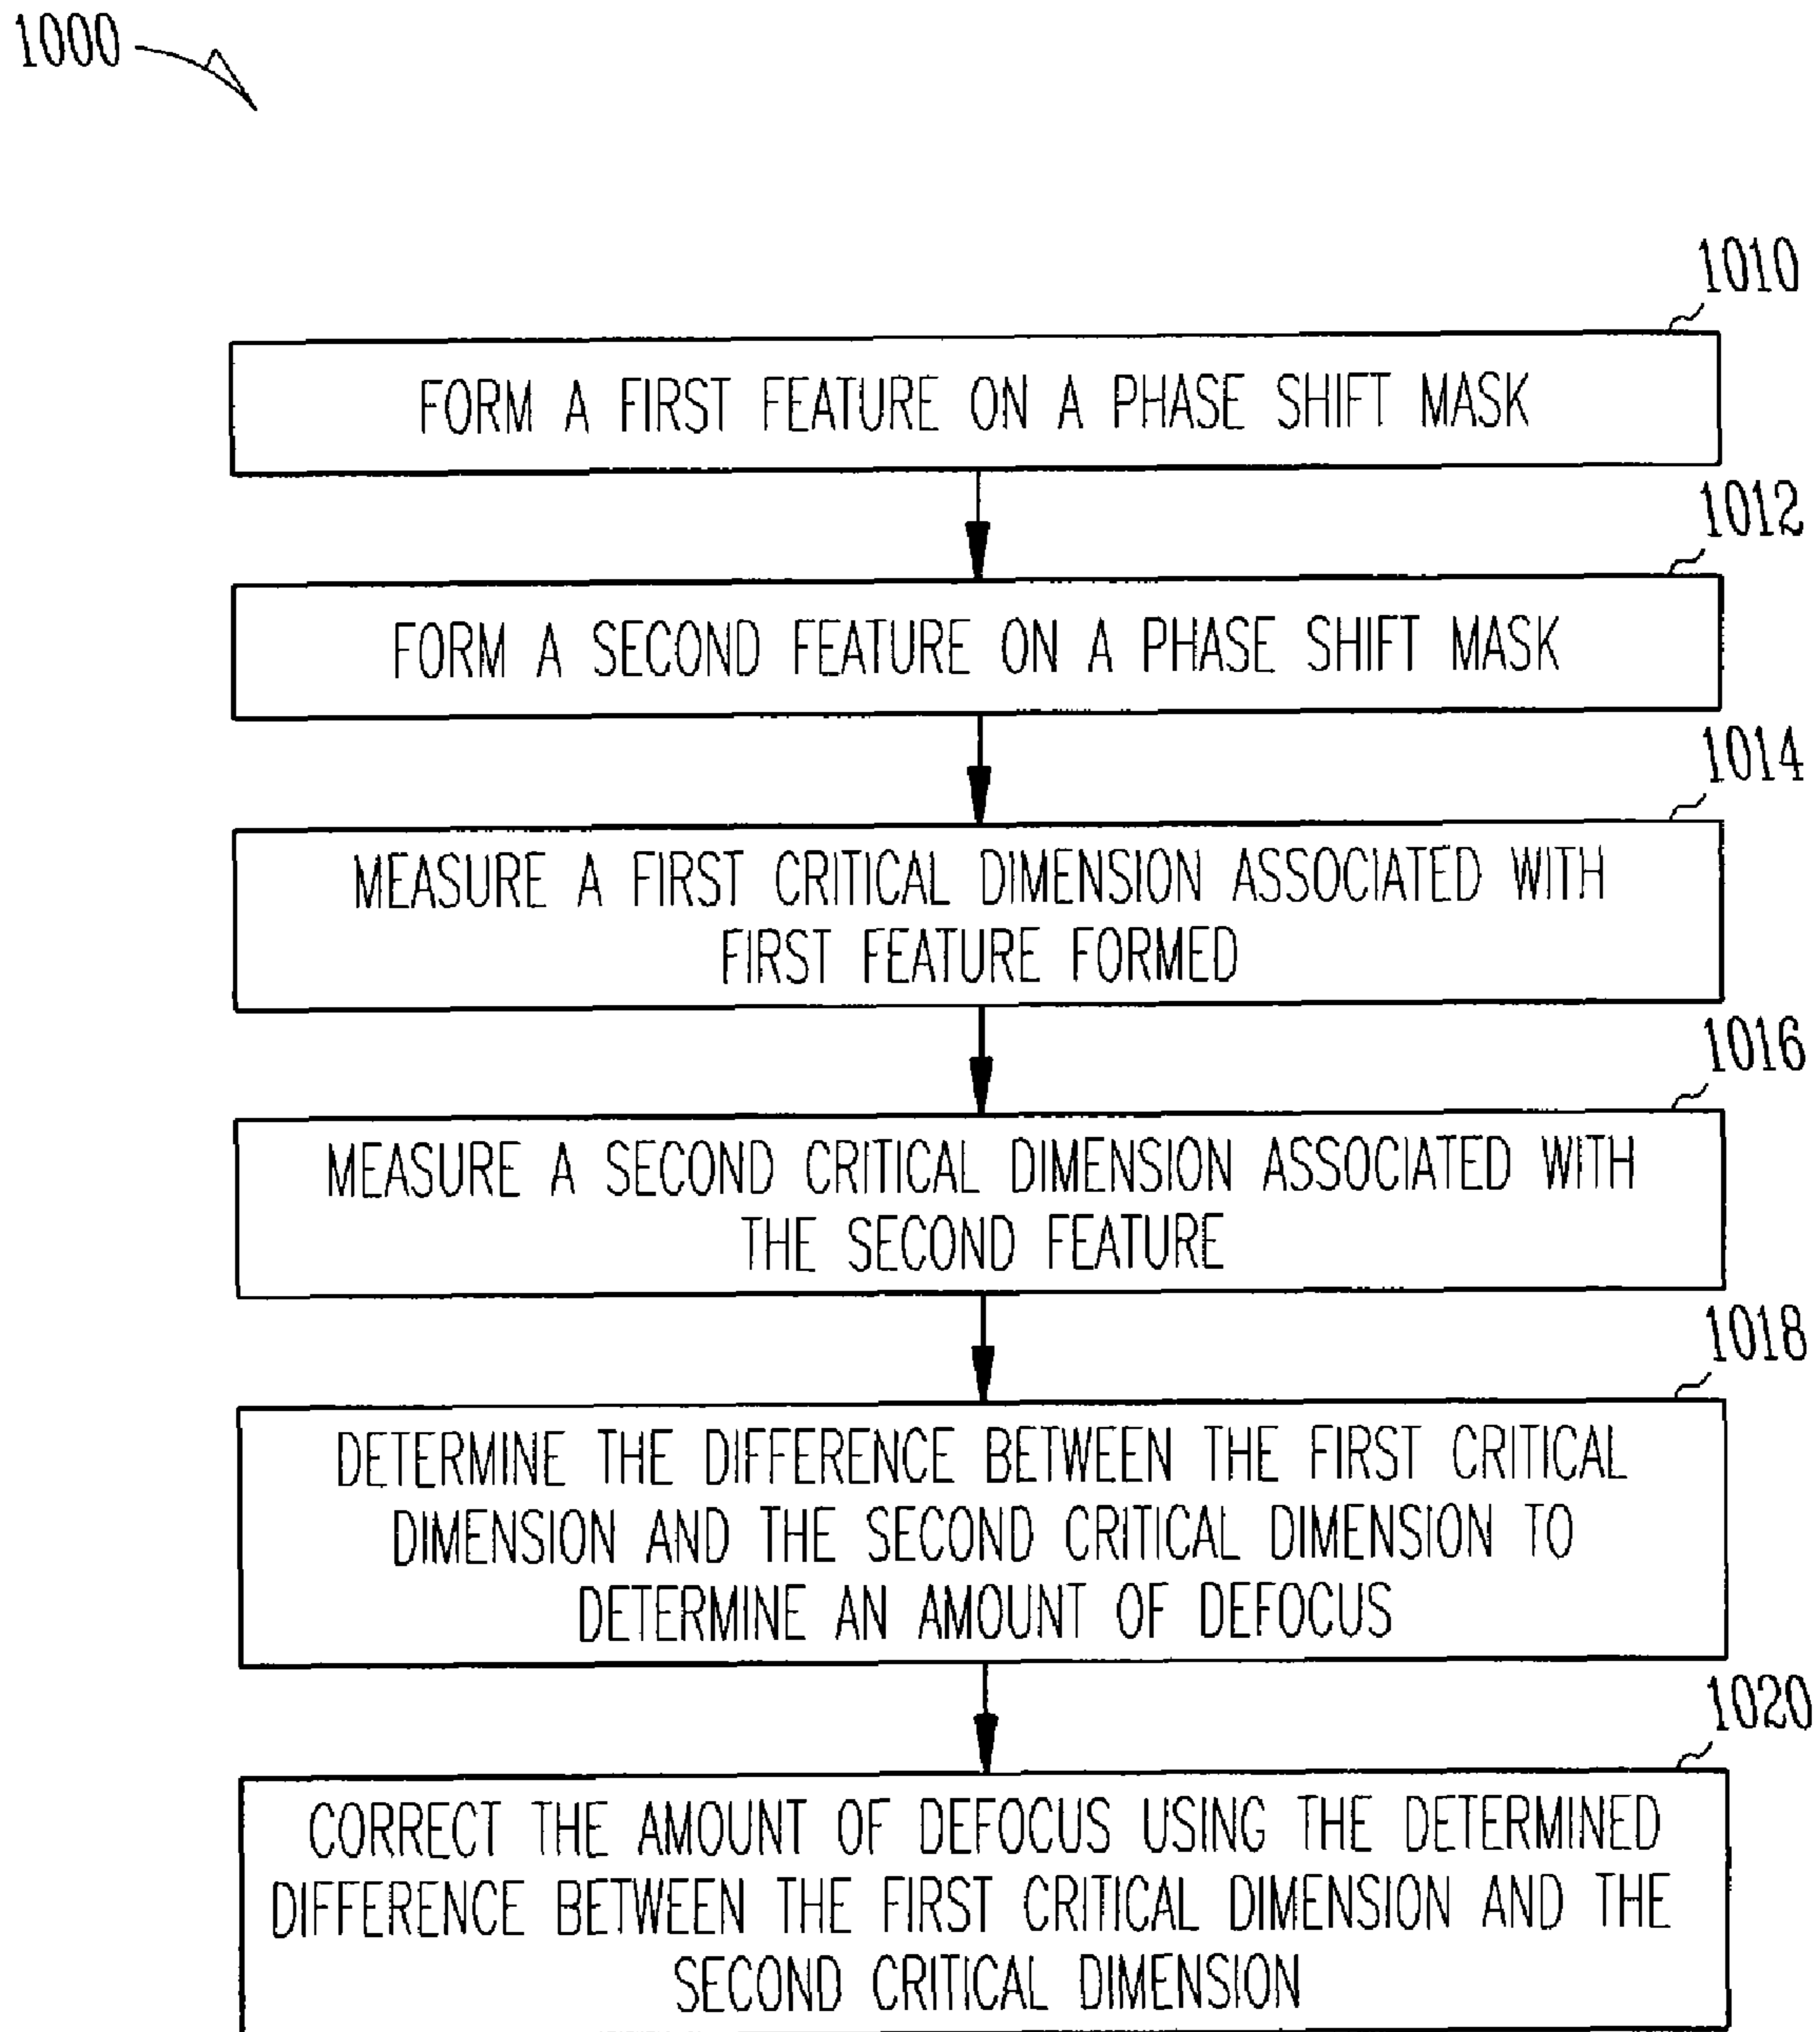 1000
1010
FORM A FIRST FEATURE ON A PHASE SHIFT MASK
1012
FORM A SECOND FEATURE ON A PHASE SHIFT MASK
1014
MEASURE A FIRST CRITICAL DIMENSION ASSOCIATED WITH
FIRST FEATURE FORMED
1016
MEASURE A SECOND CRITICAL DIMENSION ASSOCIATED WITH
THE SECOND FEATURE
1018
DETERMINE THE DIFFERENCE BETWEEN THE FIRST CRITICAL
DIMENSION AND THE SECOND CRITICAL DIMENSION TO
DETERMINE AN AMOUNT OF DEFOCUS
1020
CORRECT THE AMOUNT OF DEFOCUS USING THE DETERMINED
DIFFERENCE BETWEEN THE FIRST CRITICAL DIMENSION AND THE
SECOND CRITICAL DIMENSION